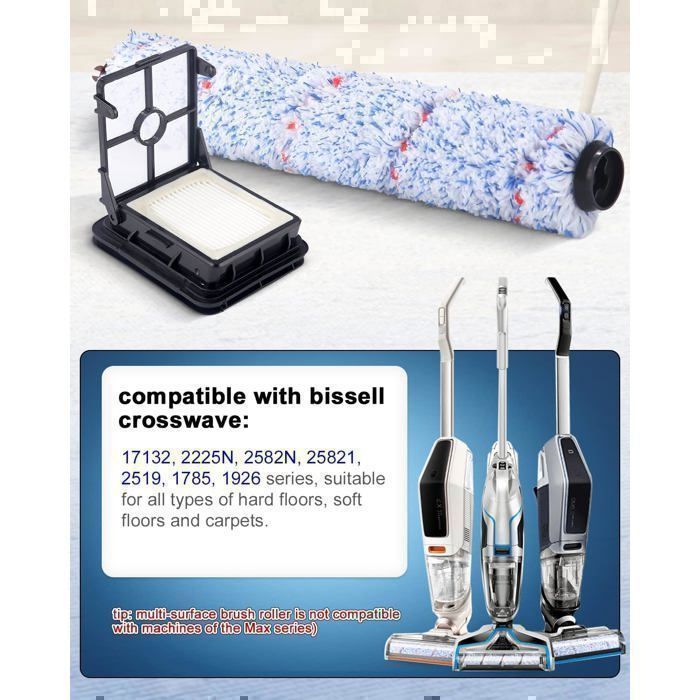 compatible with bissell
crosswave:
17132, 2225N, 2582N, 25821,
2519, 1785, 1926 series, suitable
for all types of hard floors, soft
floors and carpets.
tip: multi-surface brush roller is not compatible
with machines of the Max series)